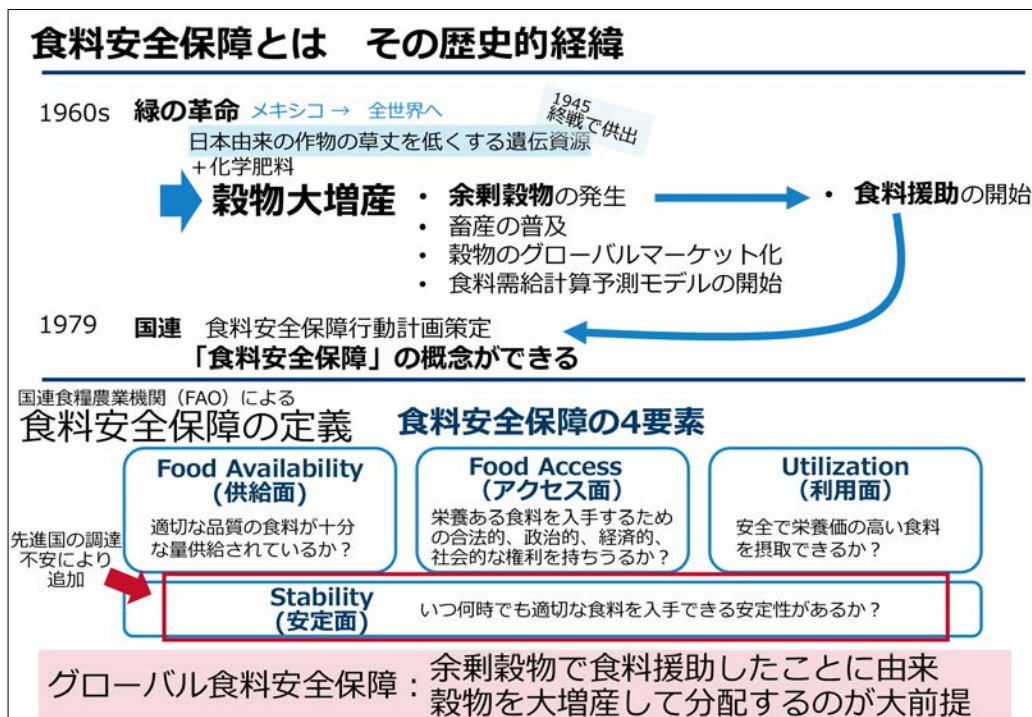 食料安全保障とは その歴史的経緯
1960s 緑の革命 メキシコ → 全世界へ
1945
終戦で供出
日本由来の作物の草丈を低くする遺伝資源
＋化学肥料
穀物大増産
• 余剰穀物の発生
• 畜産の普及
• 穀物のグローバルマーケット化
• 食料需給計算予測モデルの開始
• 食料援助の開始
1979 国連 食料安全保障行動計画策定
「食料安全保障」の概念ができる
国連食糧農業機関（FAO）による
食料安全保障の定義
食料安全保障の4要素
Food Availability
(供給面)
適切な品質の食料が十分
な量供給されているか？
Food Access
（アクセス面）
栄養ある食料を入手するため
の合法的、政治的、経済的、
社会的な権利を持ちうるか？
Utilization
（利用面）
安全で栄養価の高い食料
を摂取できるか？
先進国の調達
不安により
追加
Stability
(安定面)
いつ何時でも適切な食料を入手できる安定性があるか？
グローバル食料安全保障：
余剰穀物で食料援助したことに由来
穀物を大増産して分配するのが大前提